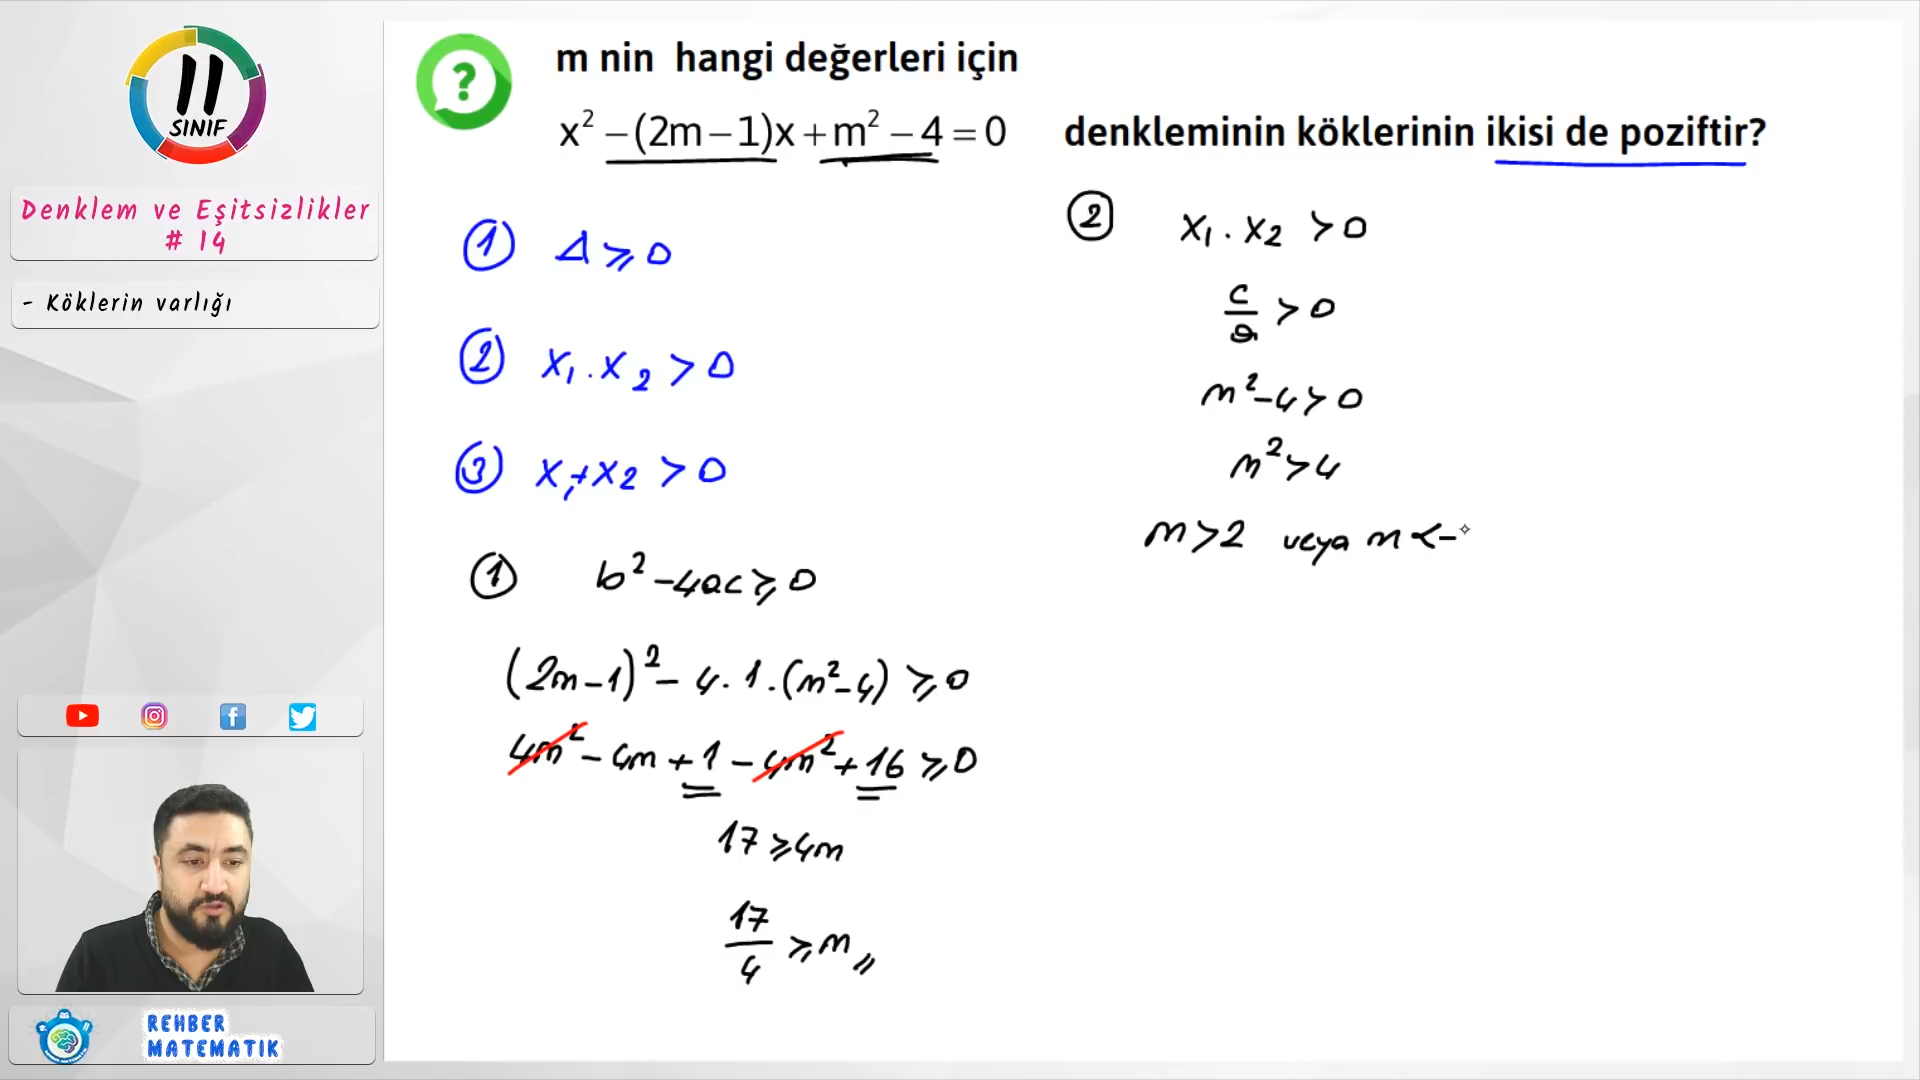 11
SINIF
Denklem ve Eşitsizlikler
# 14
- Köklerin varlığı
REHBER
MATEMATİK
?
m nin hangi değerleri için
x² -(2m-1)x+m² -4=0 denkleminin köklerinin ikisi de poziftir?
① Δ ≥ 0
② x₁ . x₂ > 0
③ x₁+x₂ > 0
① b² -4ac ≥ 0
(2m-1)² - 4.1.(m²-4) ≥ 0
4m² - 4m +1 - 4m² +16 ≥ 0
17 ≥ 4m
17/4 ≥ m
② x₁ . x₂ > 0
c/a > 0
m²-4 > 0
m² > 4
m > 2 veya m < -